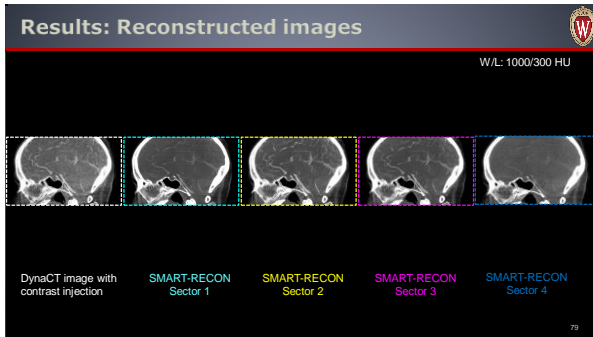 Results: Reconstructed images
W
W/L: 1000/300 HU
DynaCT image with
contrast injection
SMART-RECON
Sector 1
SMART-RECON
Sector 2
SMART-RECON
Sector 3
SMART-RECON
Sector 4
79